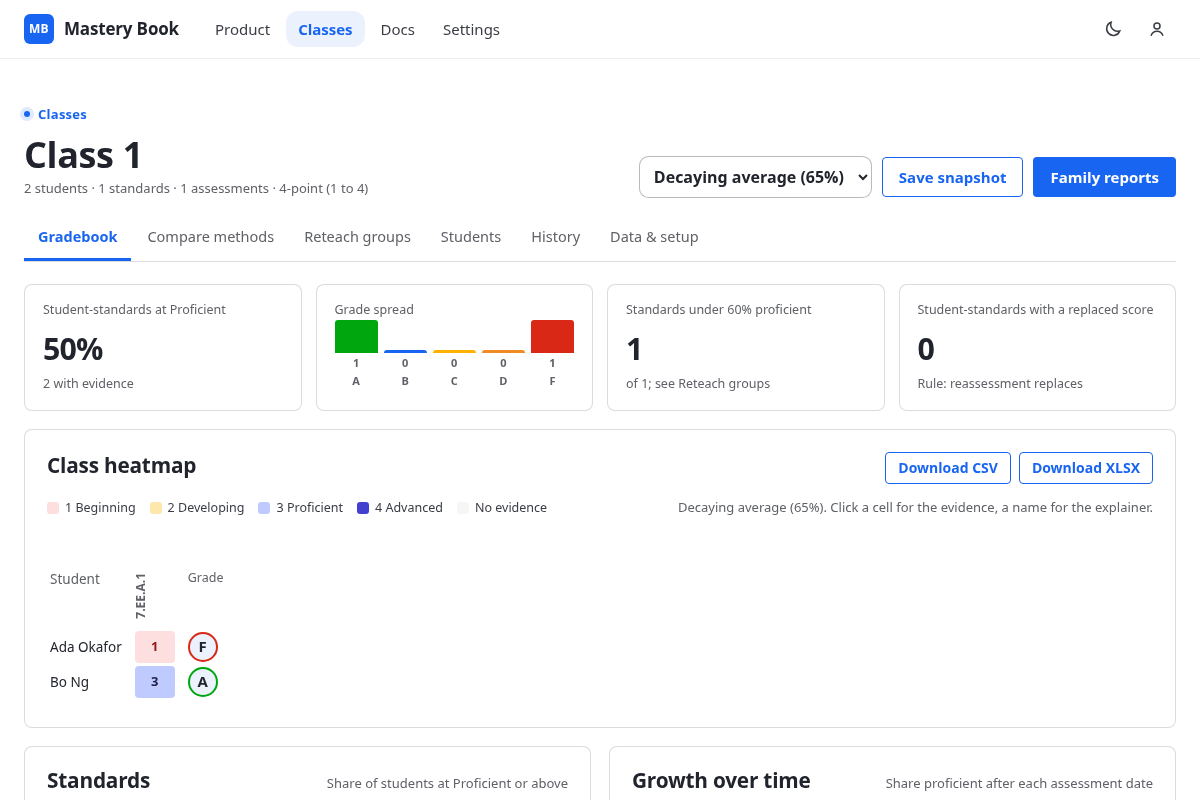 MB Mastery Book Product Classes Docs Settings
Classes
Class 1
2 students · 1 standards · 1 assessments · 4-point (1 to 4)
Decaying average (65%) Save snapshot Family reports
Gradebook Compare methods Reteach groups Students History Data & setup
Student-standards at Proficient
50%
2 with evidence
Grade spread
1 0 0 0 1
A B C D F
Standards under 60% proficient
1
of 1; see Reteach groups
Student-standards with a replaced score
0
Rule: reassessment replaces
Class heatmap
Download CSV Download XLSX
1 Beginning 2 Developing 3 Proficient 4 Advanced No evidence
Decaying average (65%). Click a cell for the evidence, a name for the explainer.
Student 7.EE.A.1 Grade
Ada Okafor 1 F
Bo Ng 3 A
Standards Share of students at Proficient or above
Growth over time Share proficient after each assessment date